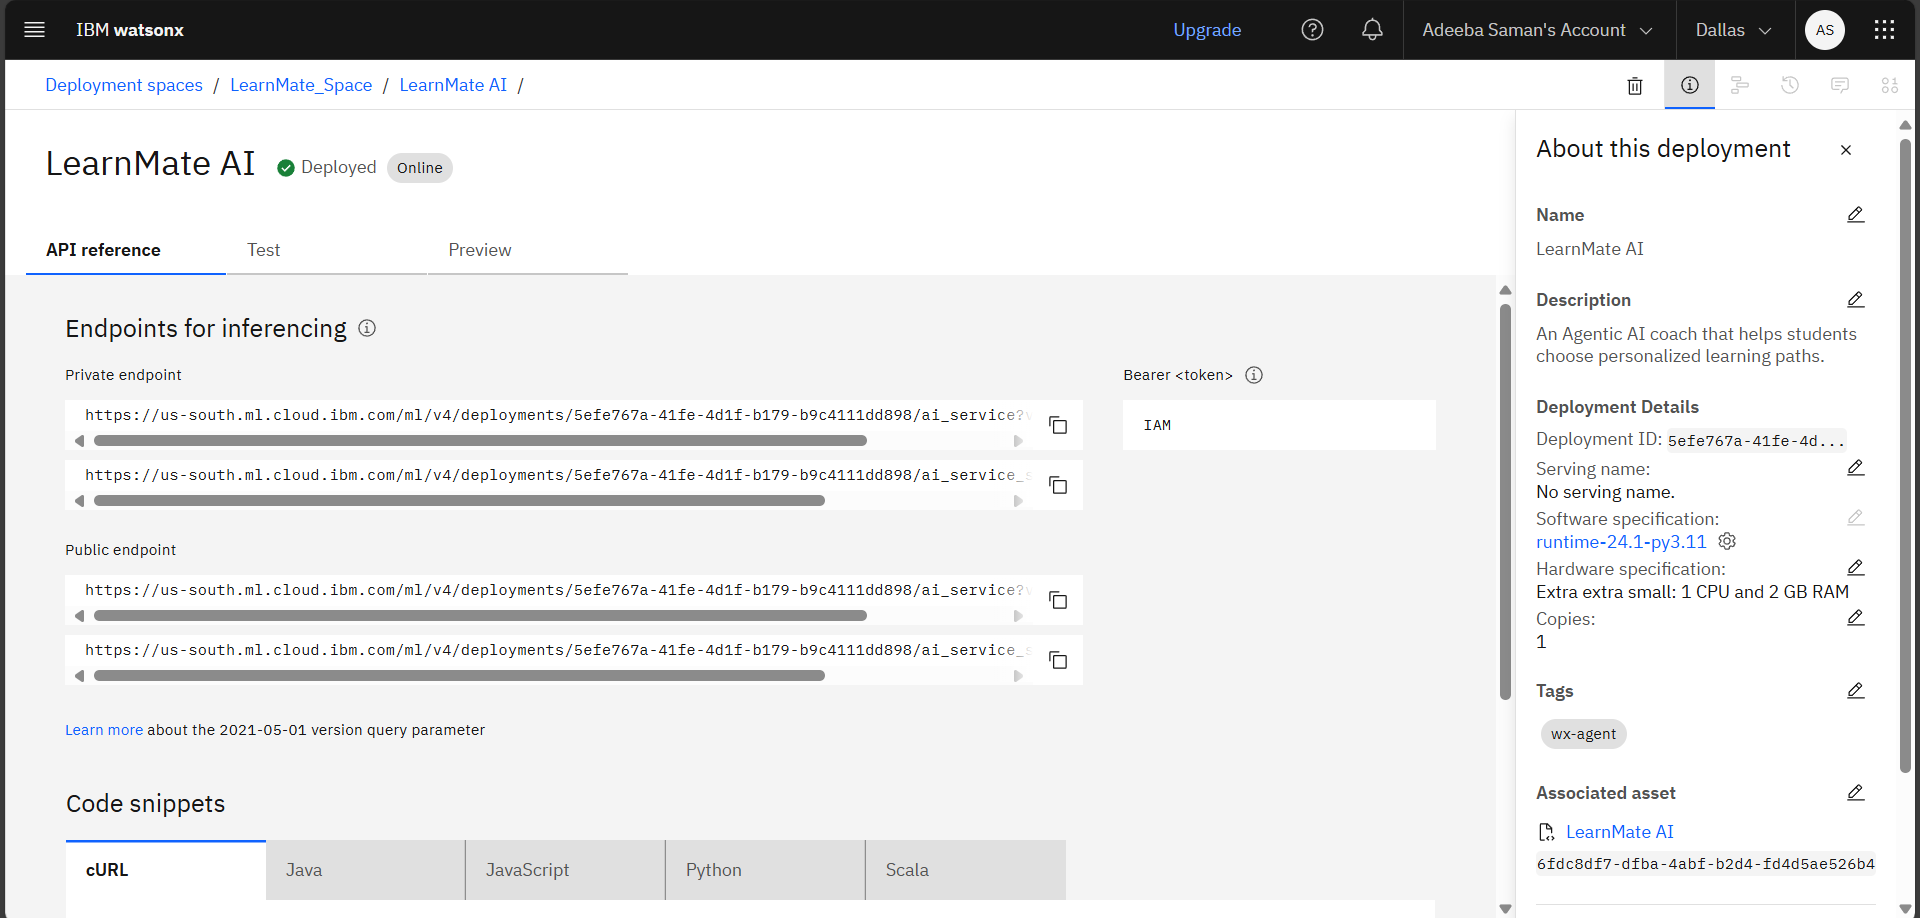 IBM watsonx
Upgrade
Adeeba Saman's Account
Dallas
AS
Deployment spaces / LearnMate_Space / LearnMate AI /
LearnMate AI
Deployed
Online
API reference
Test
Preview
Endpoints for inferencing
Private endpoint
https://us-south.ml.cloud.ibm.com/ml/v4/deployments/5efe767a-41fe-4d1f-b179-b9c4111dd898/ai_service?
https://us-south.ml.cloud.ibm.com/ml/v4/deployments/5efe767a-41fe-4d1f-b179-b9c4111dd898/ai_service_s
Bearer <token>
IAM
Public endpoint
https://us-south.ml.cloud.ibm.com/ml/v4/deployments/5efe767a-41fe-4d1f-b179-b9c4111dd898/ai_service?
https://us-south.ml.cloud.ibm.com/ml/v4/deployments/5efe767a-41fe-4d1f-b179-b9c4111dd898/ai_service_s
Learn more about the 2021-05-01 version query parameter
Code snippets
cURL
Java
JavaScript
Python
Scala
About this deployment
Name
LearnMate AI
Description
An Agentic AI coach that helps students
choose personalized learning paths.
Deployment Details
Deployment ID: 5efe767a-41fe-4d...
Serving name:
No serving name.
Software specification:
runtime-24.1-py3.11
Hardware specification:
Extra extra small: 1 CPU and 2 GB RAM
Copies:
1
Tags
wx-agent
Associated asset
LearnMate AI
6fdc8df7-dfba-4abf-b2d4-fd4d5ae526b4